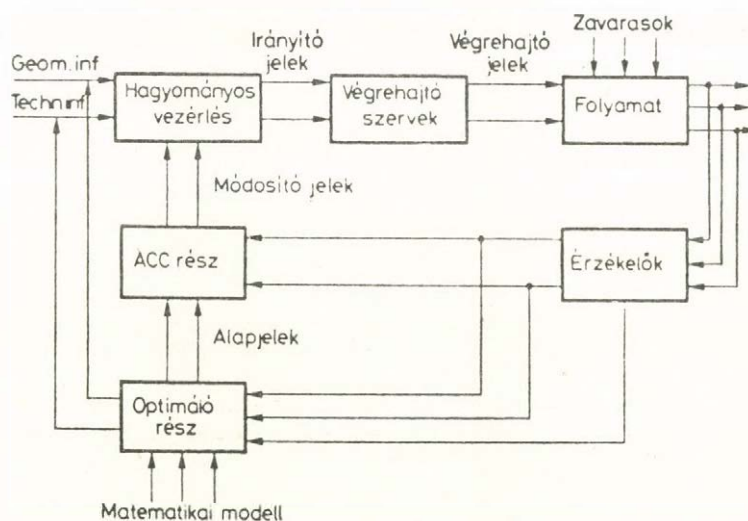 Zavarasok
Irányító
jelek
Végrehajtó
jelek
Geom.inf
Techn.inf
Hagyományos
vezérlés
Végrehajtó
szervek
Folyamat
Módosító jelek
ACC rész
Érzékelők
Alapjelek
Optimáió
rész
Matematikai modell